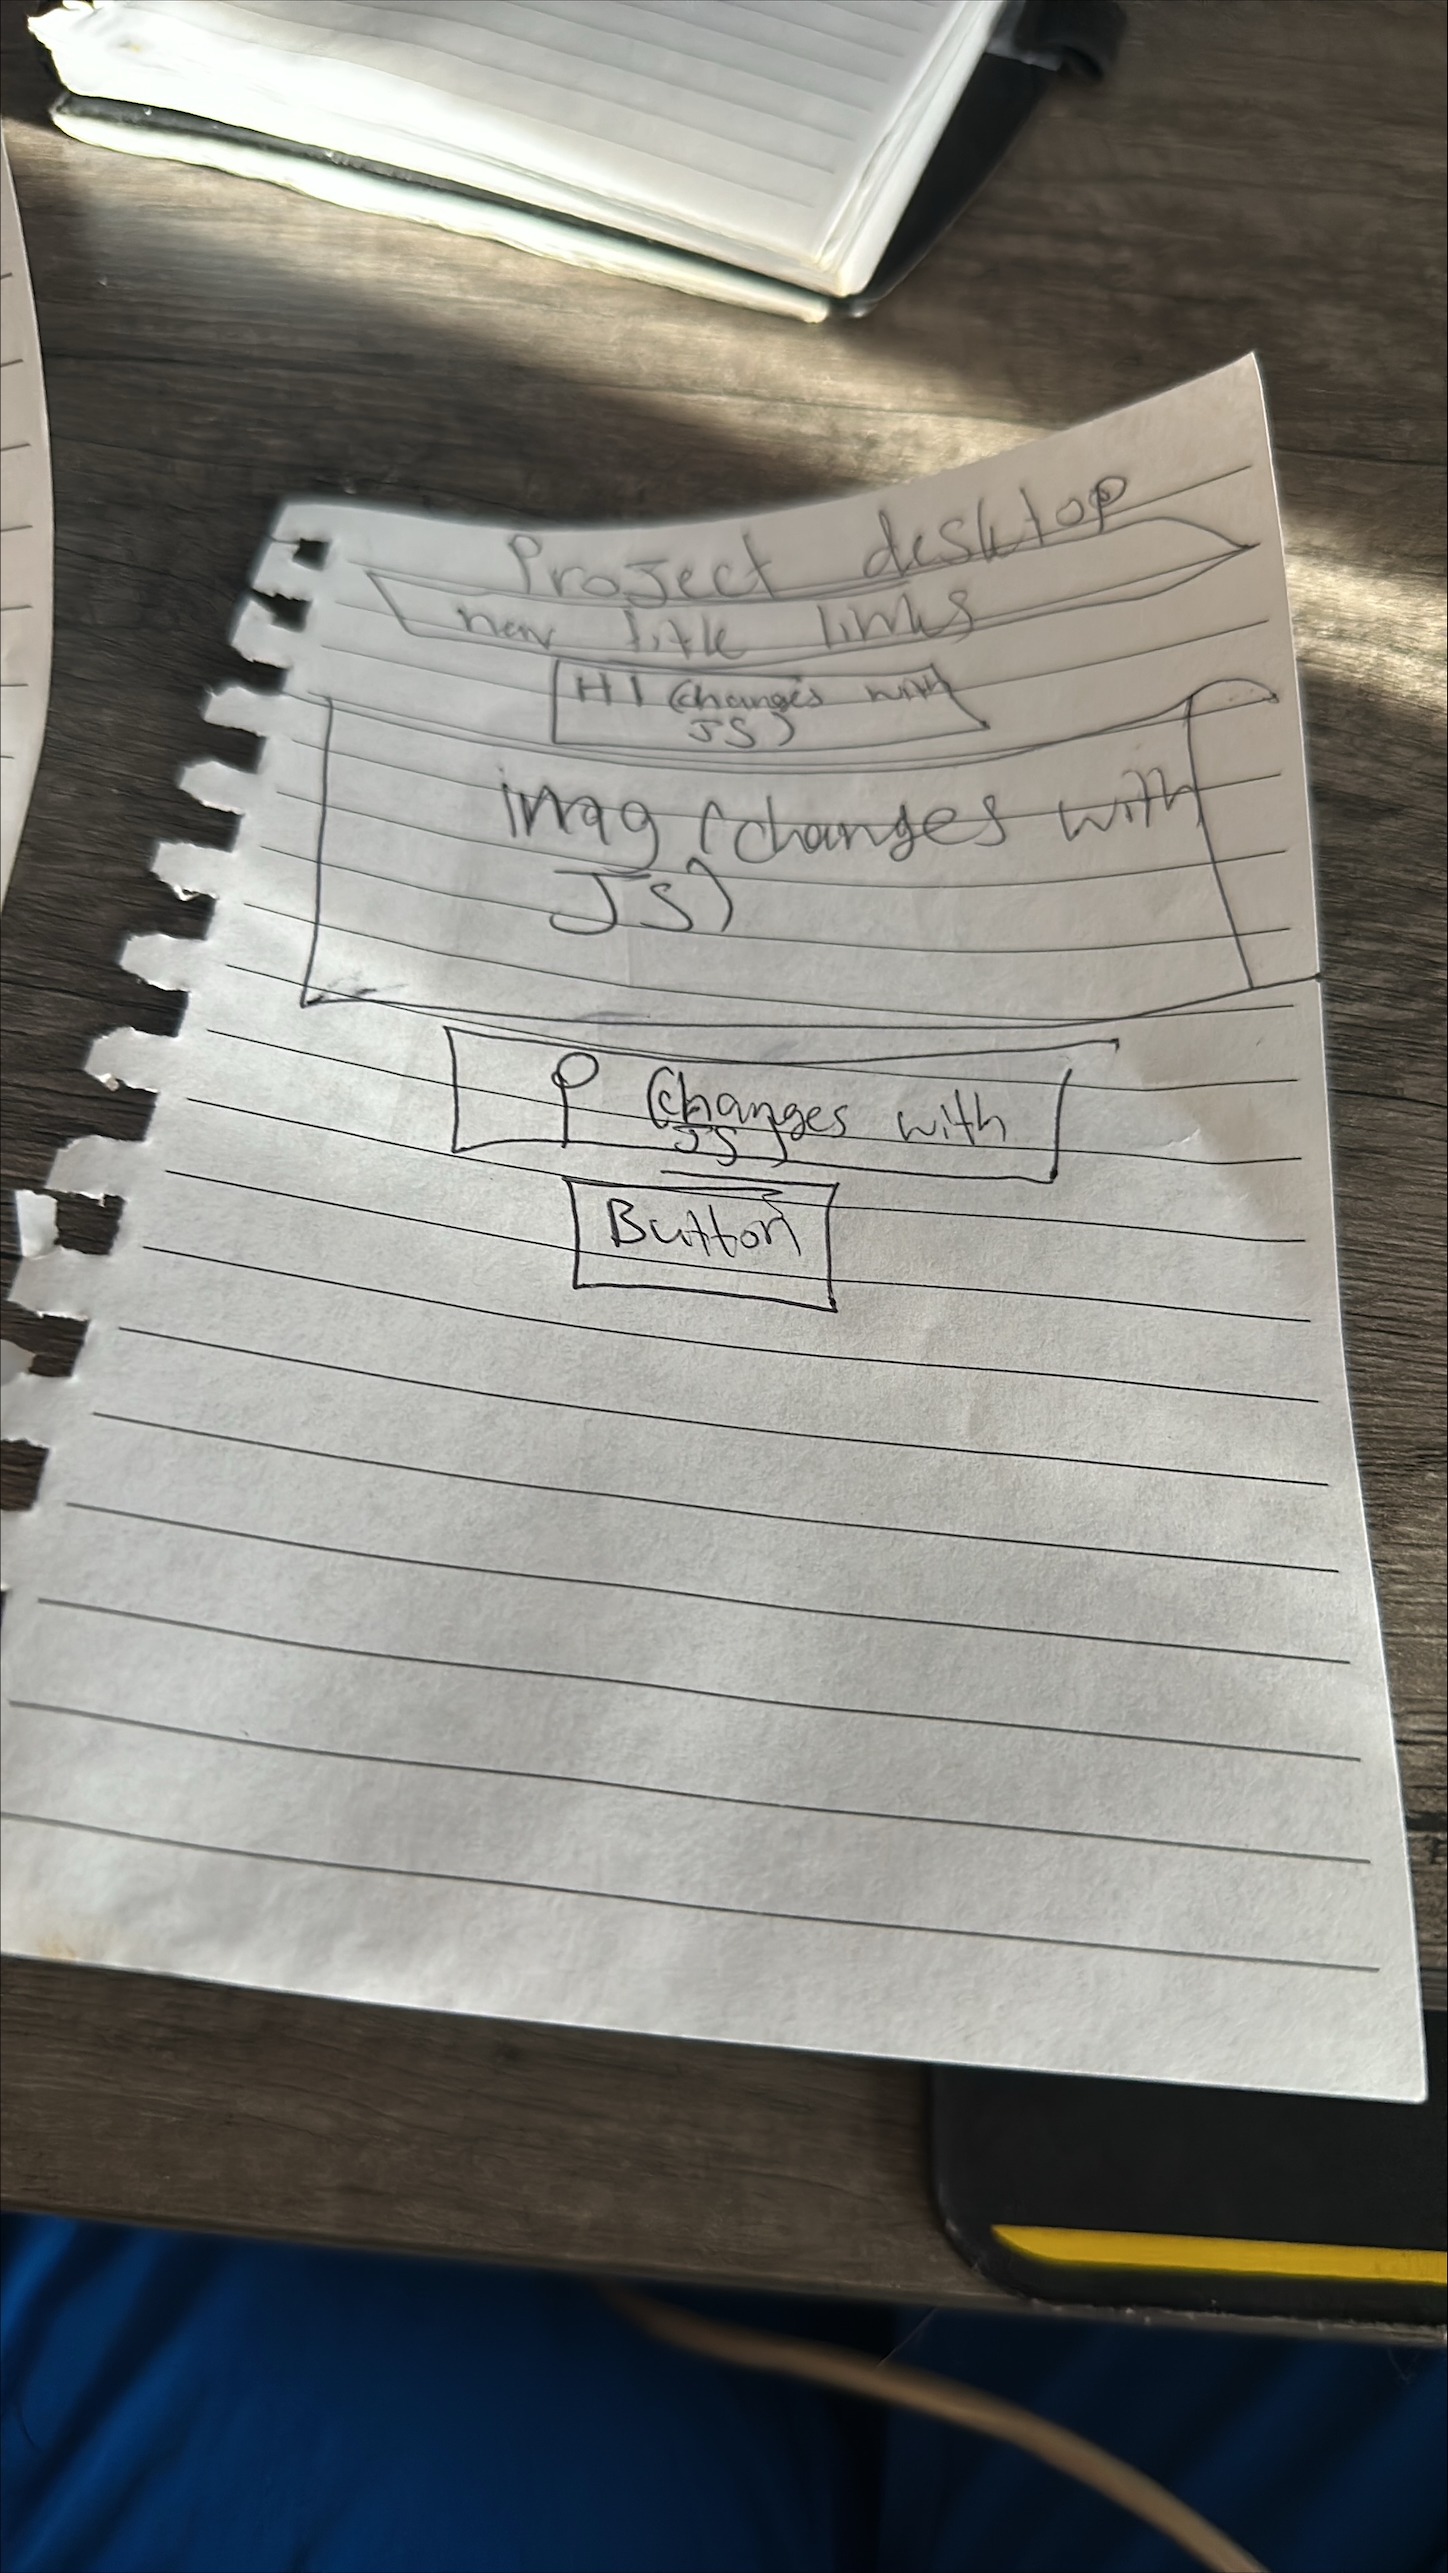 Project desktop
nav title links
H1 (changes with
JS)
imag (changes with
JS)
P (changes with
JS)
Button